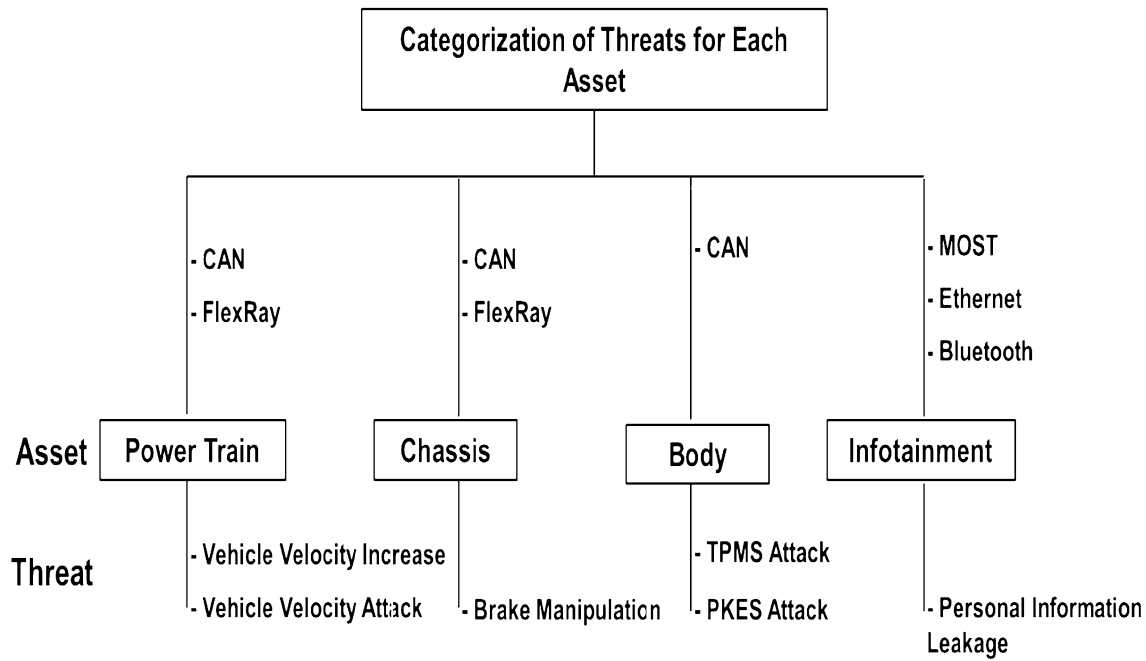 Categorization of Threats for Each
Asset
- CAN
- FlexRay
- CAN
- FlexRay
- CAN
- MOST
- Ethernet
- Bluetooth
Asset
Power Train
Chassis
Body
Infotainment
Threat
- Vehicle Velocity Increase
- Vehicle Velocity Attack
- Brake Manipulation
- TPMS Attack
- PKES Attack
- Personal Information
Leakage